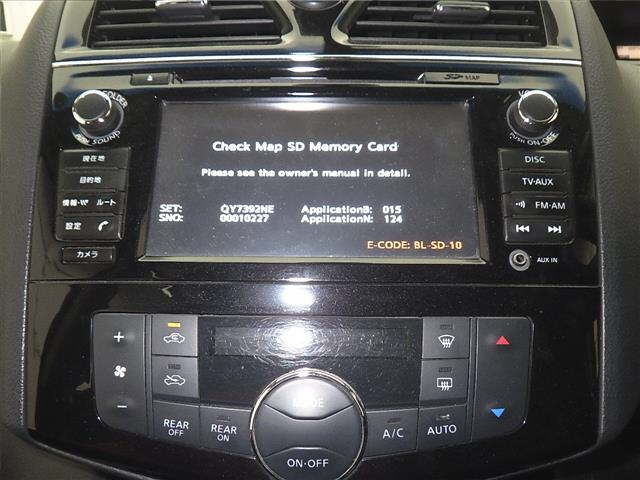 SD MAP
FOLDER
SOUND
PUSH ON·OFF
現在地
目的地
情報・VICS ルート
設定
カメラ
Check Map SD Memory Card
Please see the owner's manual in detail.
SET: QY7392NE ApplicationB: 015
SNO: 00010227 ApplicationN: 124
E-CODE: BL-SD-10
DISC
TV·AUX
FM·AM
AUX IN
REAR OFF
REAR ON
MODE
ON·OFF
A/C
AUTO